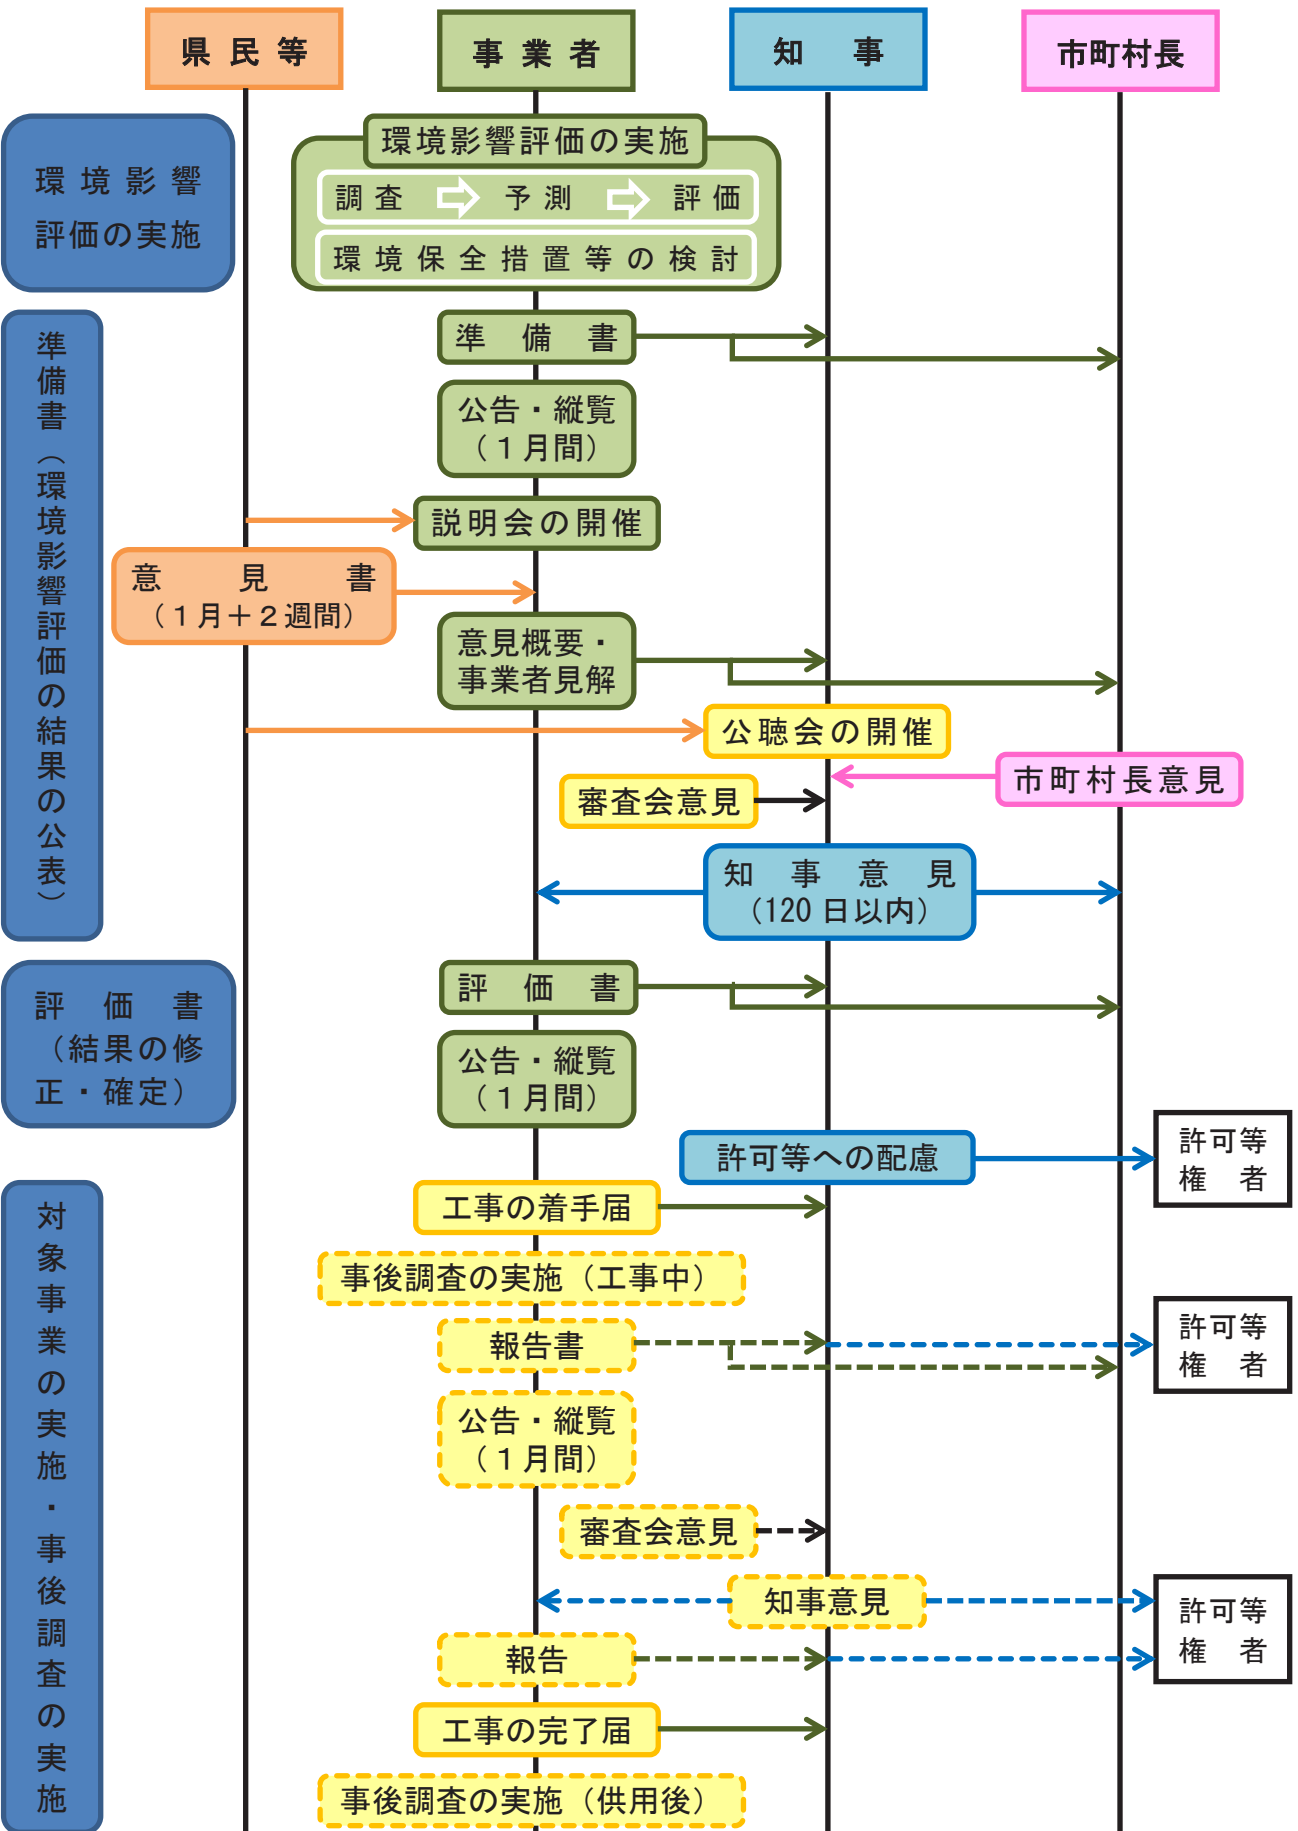 県民等
事業者
知事
市町村長
環境影響
評価の実施
環境影響評価の実施
調査
予測
評価
環境保全措置等の検討
準備書（環境影響評価の結果の公表）
準備書
公告・縦覧
（１月間）
説明会の開催
意見書
（１月＋２週間）
意見概要・
事業者見解
公聴会の開催
市町村長意見
審査会意見
知事意見
（120日以内）
評価書
（結果の修
正・確定）
評価書
公告・縦覧
（１月間）
許可等への配慮
許可等
権者
対象事業の実施・事後調査の実施
工事の着手届
事後調査の実施（工事中）
報告書
許可等
権者
公告・縦覧
（１月間）
審査会意見
知事意見
許可等
権者
報告
工事の完了届
事後調査の実施（供用後）